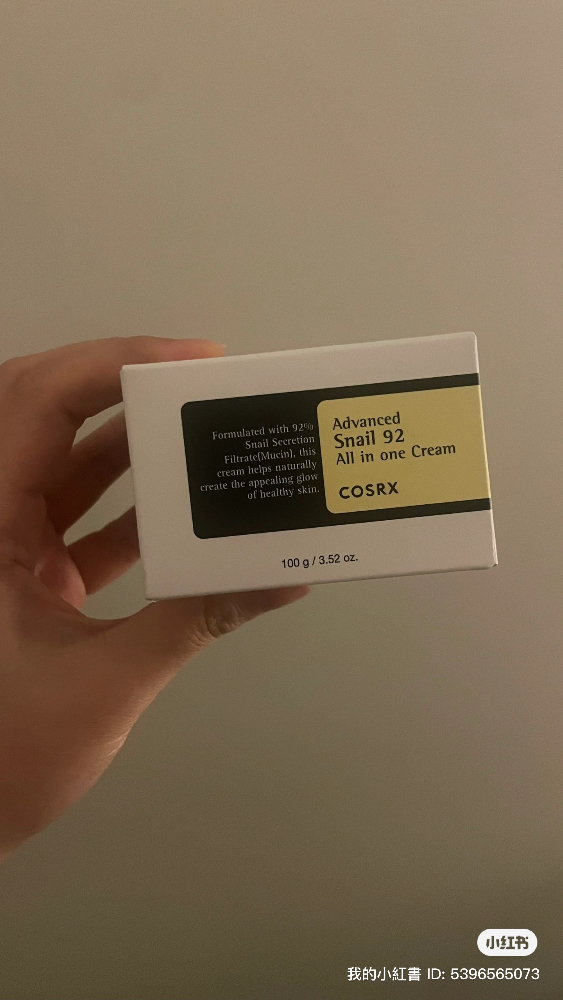 Formulated with 92%
Snail Secretion
Filtrate(Mucin), this
cream helps naturally
create the appealing glow
of healthy skin.
Advanced
Snail 92
All in one Cream
COSRX
100 g / 3.52 oz.
小红书
我的小紅書 ID: 5396565073